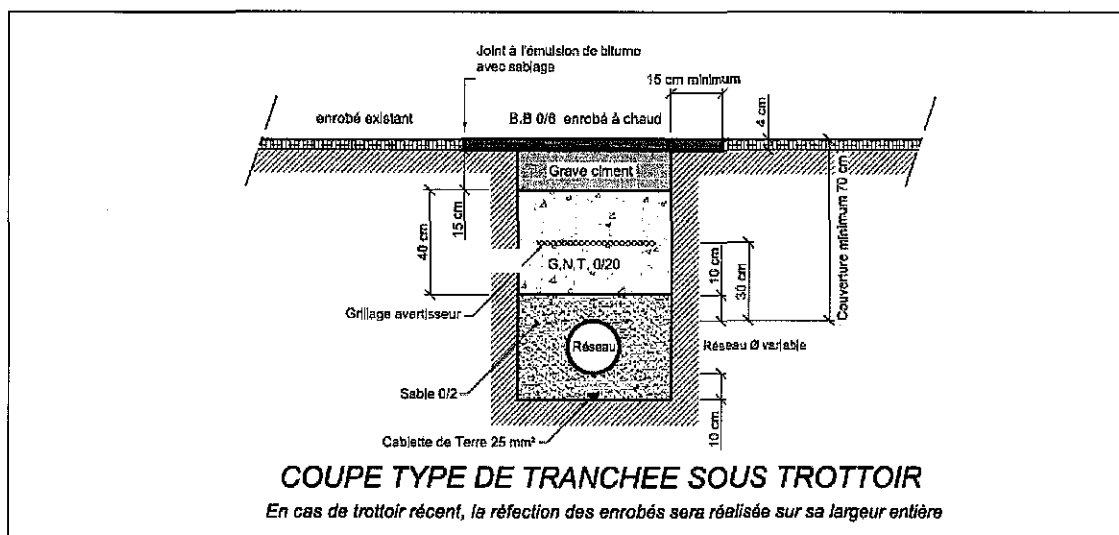 Joint à l'émulsion de bitume
avec sablage
15 cm minimum
enrobé existant
B.B 0/6 enrobé à chaud
4 cm
Grave ciment
15 cm
40 cm
G.N.T. 0/20
10 cm
30 cm
Couverture minimum 70 cm
Grillage avertisseur
Réseau
Réseau Ø variable
Sable 0/2
10 cm
Cablette de Terre 25 mm²
COUPE TYPE DE TRANCHEE SOUS TROTTOIR
En cas de trottoir récent, la réfection des enrobés sera réalisée sur sa largeur entière